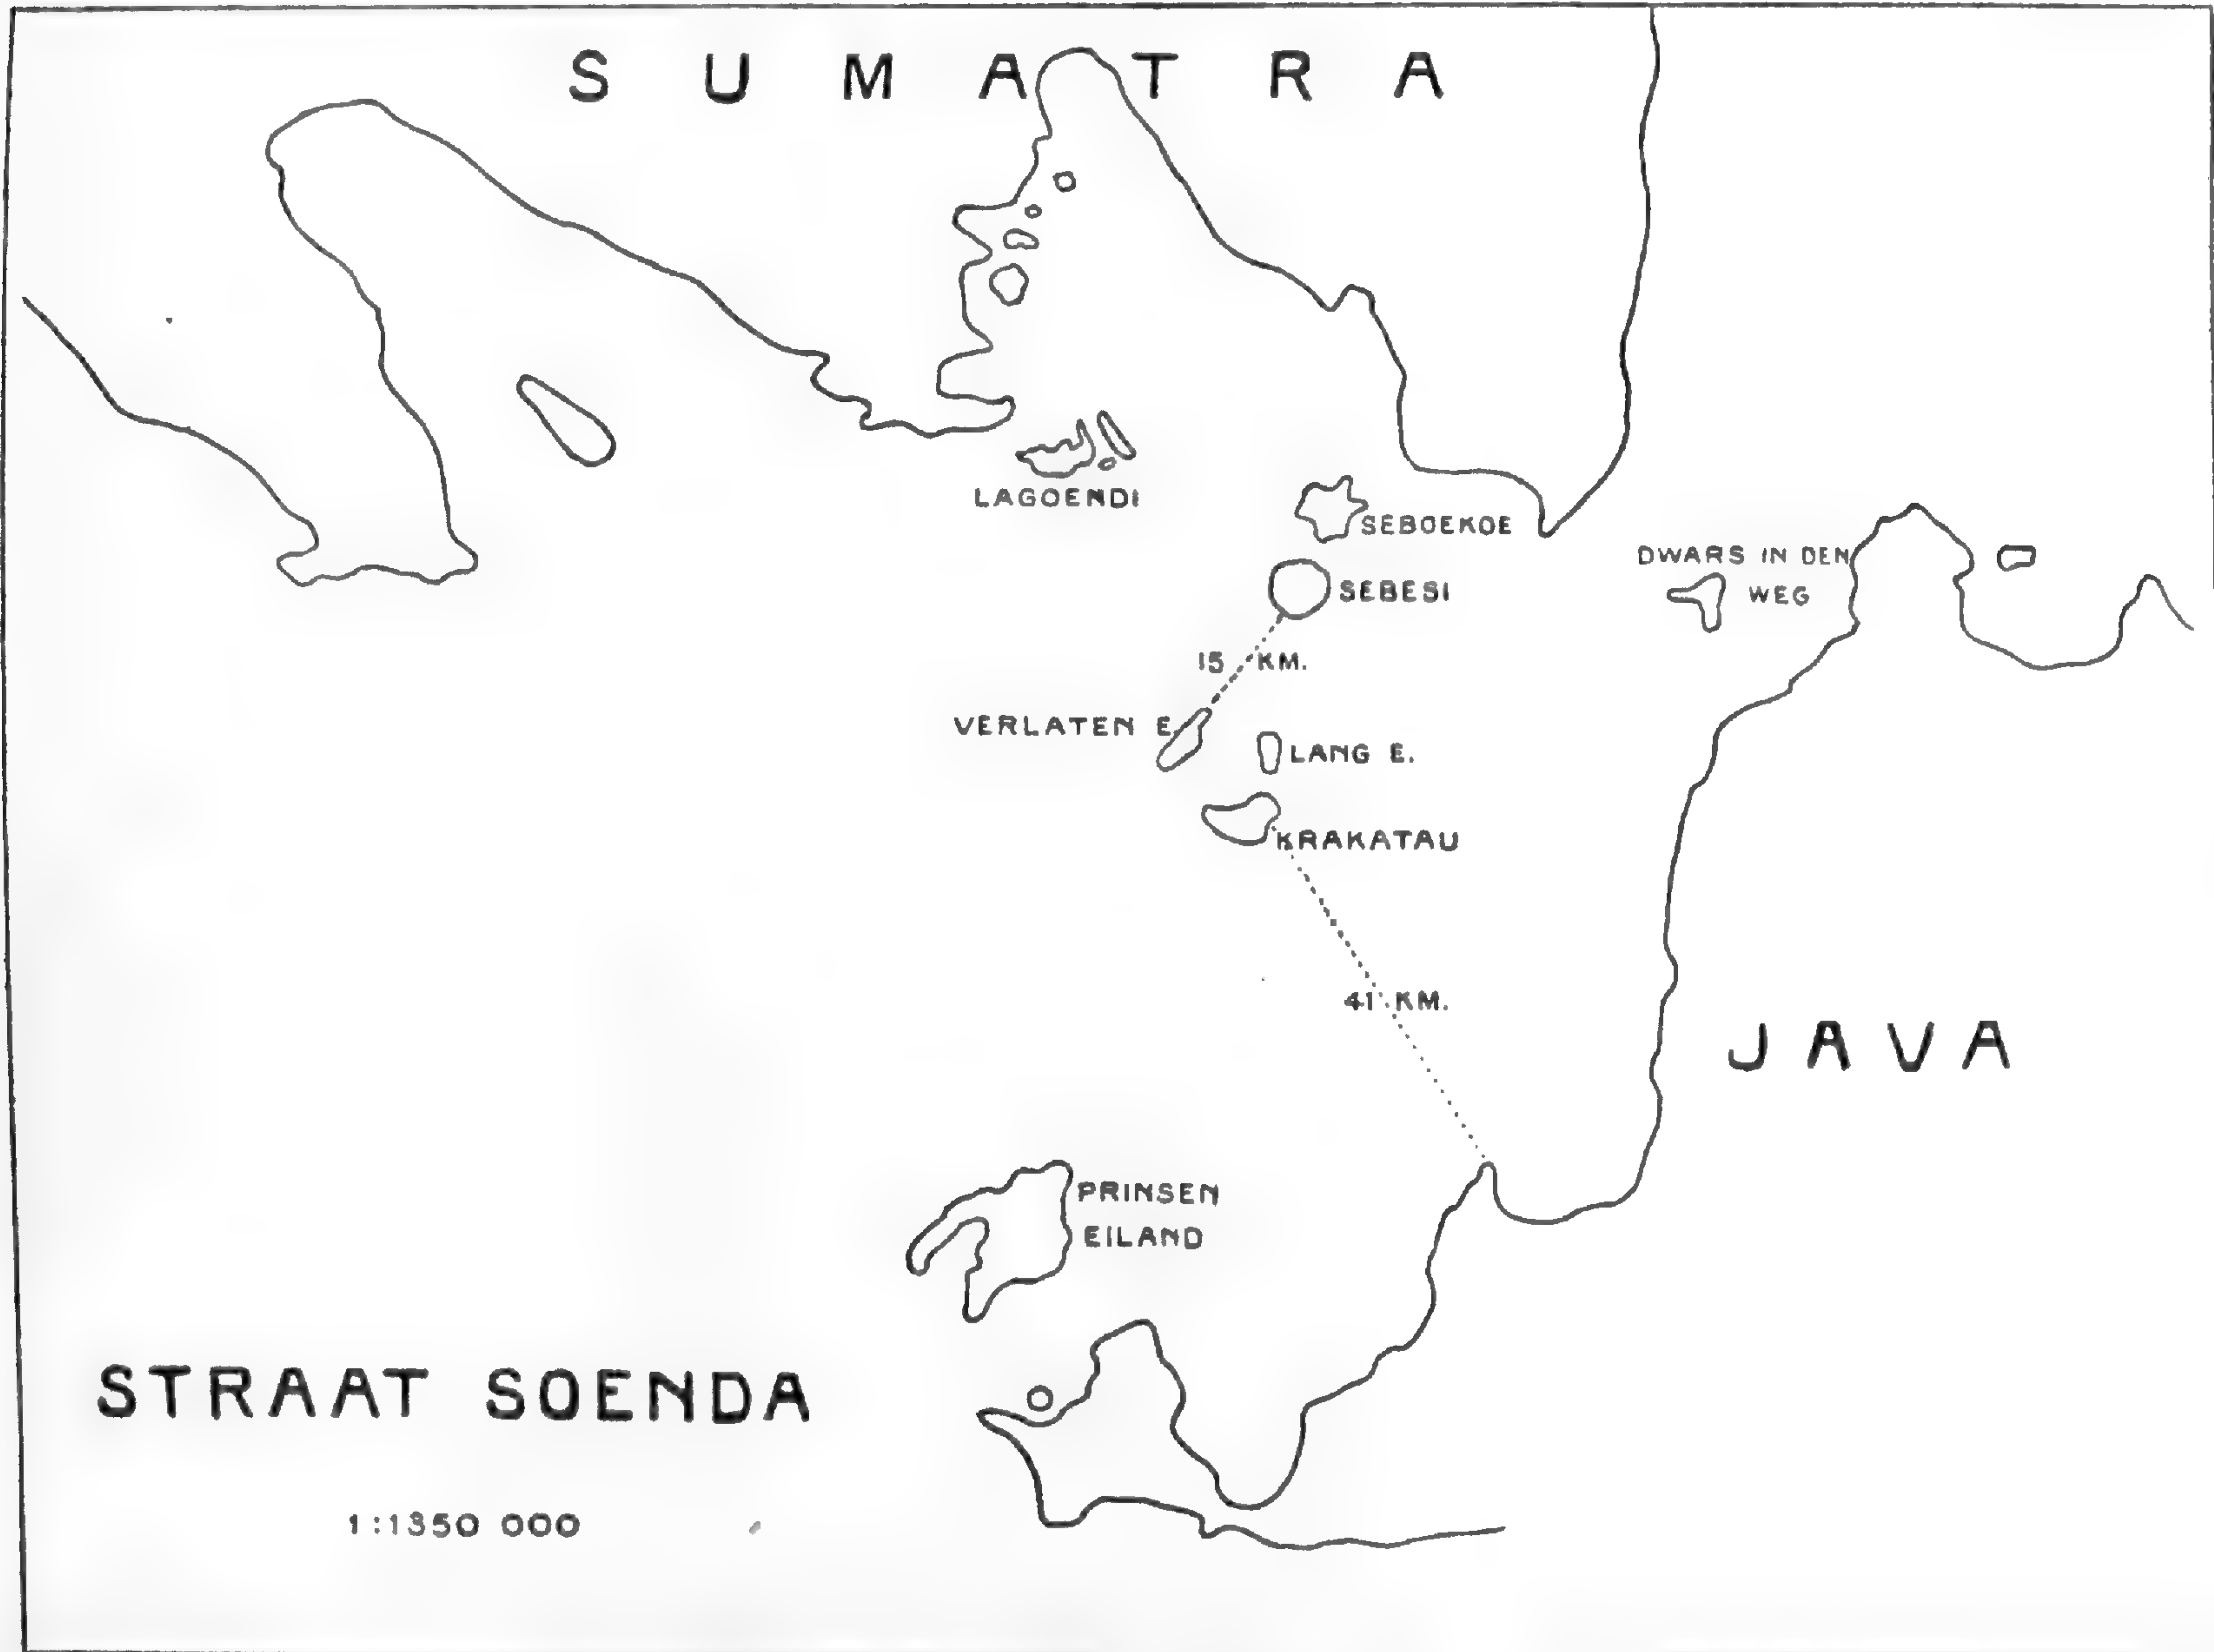 SUMATRA
LAGOENDI
SEBOEKOE
DWARS IN DEN
WEG
SEBESI
15 KM.
VERLATEN E.
LANG E.
KRAKATAU
41 KM.
JAVA
PRINSEN
EILAND
STRAAT SOENDA
1:1350 000